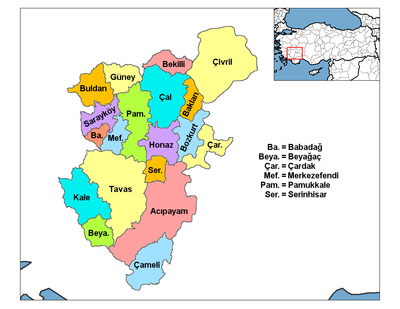 Bekilli
Çivril
Güney
Buldan
Çal
Baklan
Sarayköy
Pam.
Ba.
Mef.
Bozkurt
Honaz
Çar.
Ser.
Tavas
Kale
Acıpayam
Beya.
Çameli
Ba. = Babadağ
Beya. = Beyağaç
Çar. = Çardak
Mef. = Merkezefendi
Pam. = Pamukkale
Ser. = Serinhisar